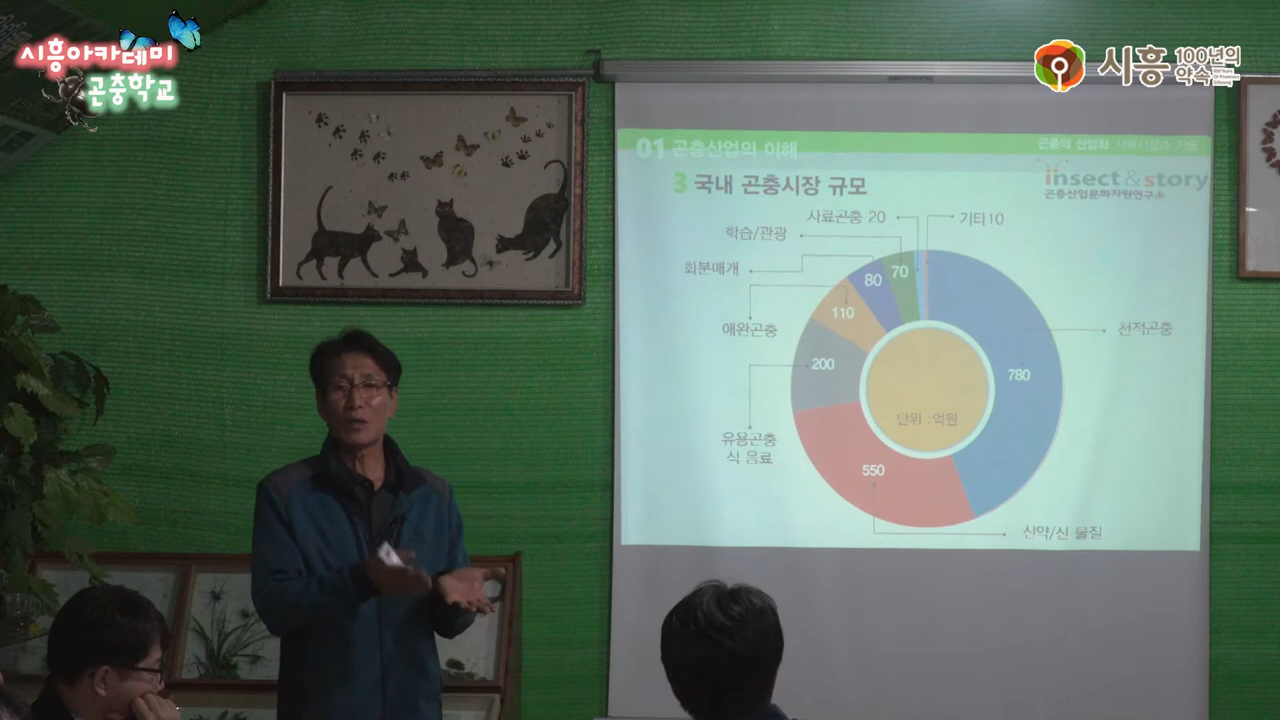 시흥아카데미
곤충학교
시흥 100년의 약속
01 곤충산업의 이해
곤충의 산업화
insect & story
곤충산업문화자원연구소
3 국내 곤충시장 규모
사료곤충 20
기타10
학습/관광
화분매개
80
70
110
애완곤충
천적곤충
200
780
단위 :억원
유용곤충
식 음료
550
신약/신 물질